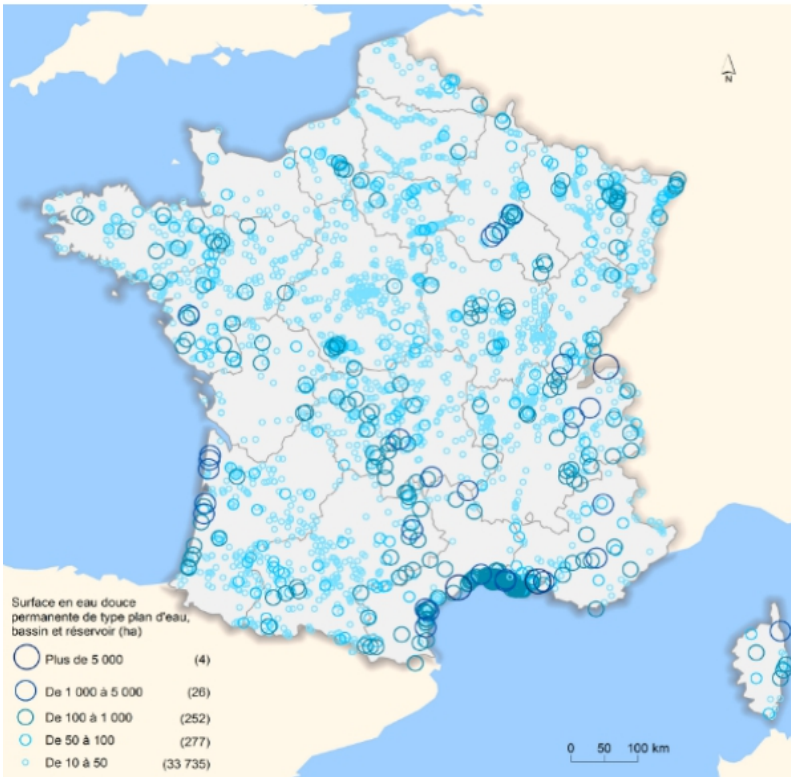 N
Surface en eau douce
permanente de type plan d'eau,
bassin et réservoir (ha)
Plus de 5 000 (4)
De 1 000 à 5 000 (26)
De 100 à 1 000 (252)
De 50 à 100 (277)
De 10 à 50 (33 735)
0 50 100 km